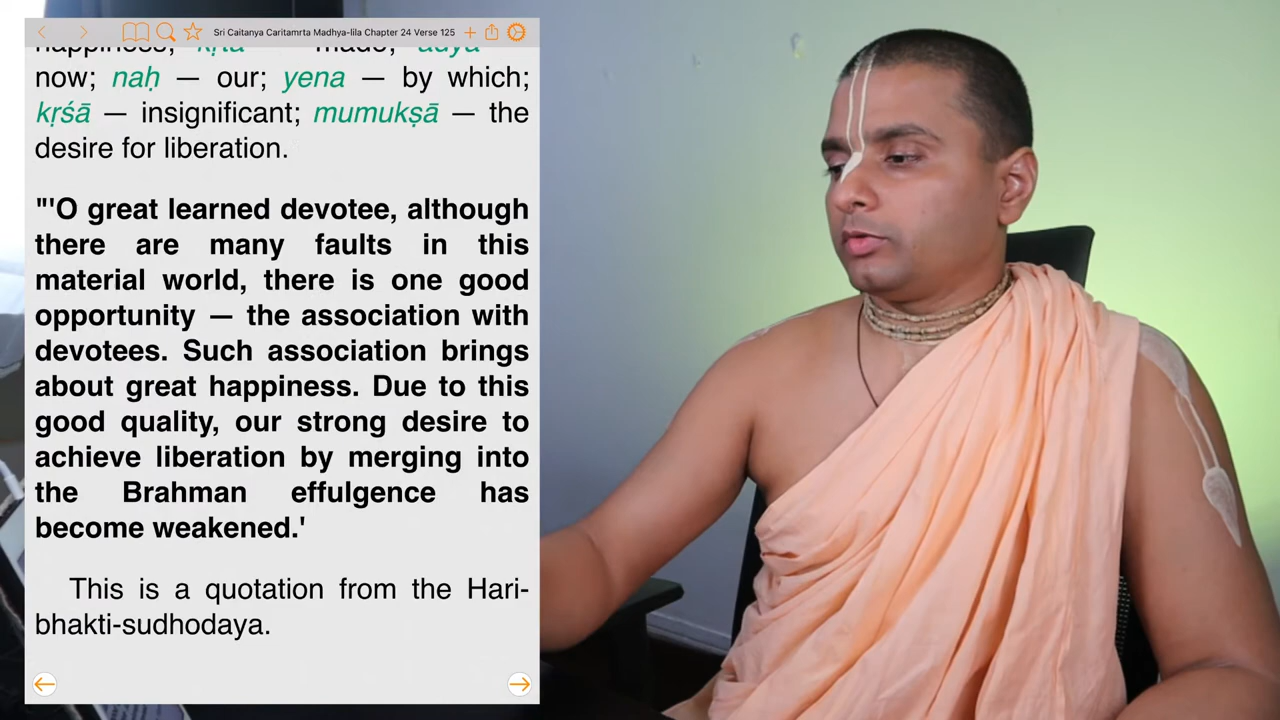 Sri Caitanya Caritamrta Madhya-lila Chapter 24 Verse 125
happiness; kṛta — made; adya —
now; naḥ — our; yena — by which;
kṛśā — insignificant; mumukṣā — the
desire for liberation.
"'O great learned devotee, although
there are many faults in this
material world, there is one good
opportunity — the association with
devotees. Such association brings
about great happiness. Due to this
good quality, our strong desire to
achieve liberation by merging into
the Brahman effulgence has
become weakened.'
This is a quotation from the Hari-
bhakti-sudhodaya.